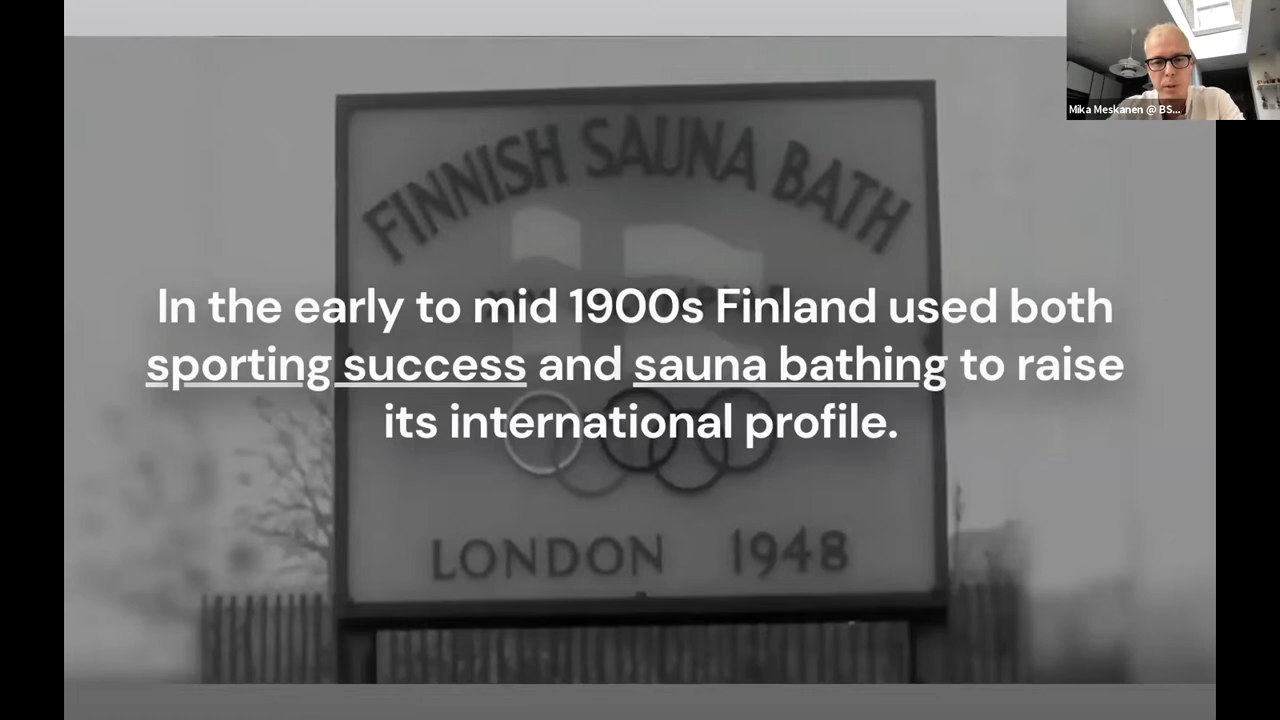 Mika Meskanen @ BS...
FINNISH SAUNA BATH
In the early to mid 1900s Finland used both
sporting success and sauna bathing to raise
its international profile.
LONDON 1948